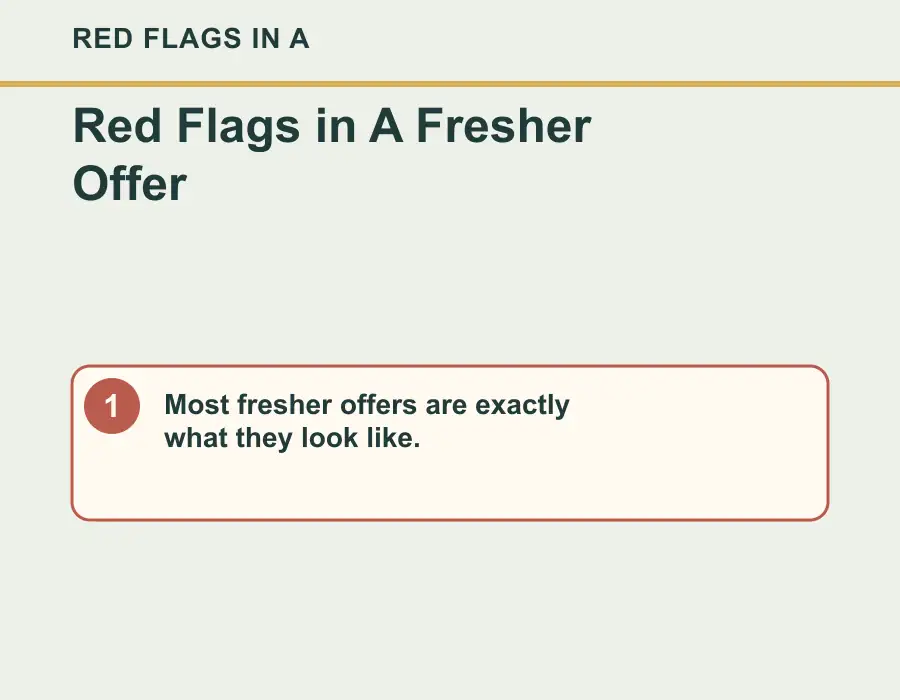 RED FLAGS IN A
Red Flags in A Fresher
Offer
1
Most fresher offers are exactly
what they look like.